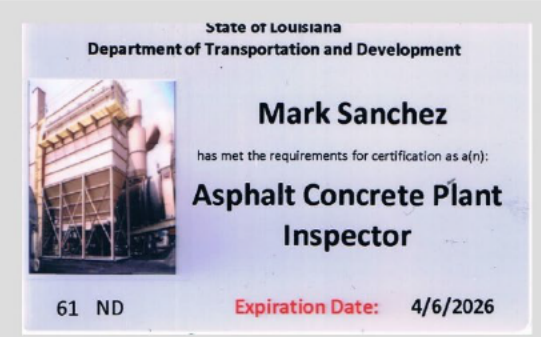 State of Louisiana
Department of Transportation and Development
Mark Sanchez
has met the requirements for certification as a(n):
Asphalt Concrete Plant
Inspector
61 ND
Expiration Date: 4/6/2026